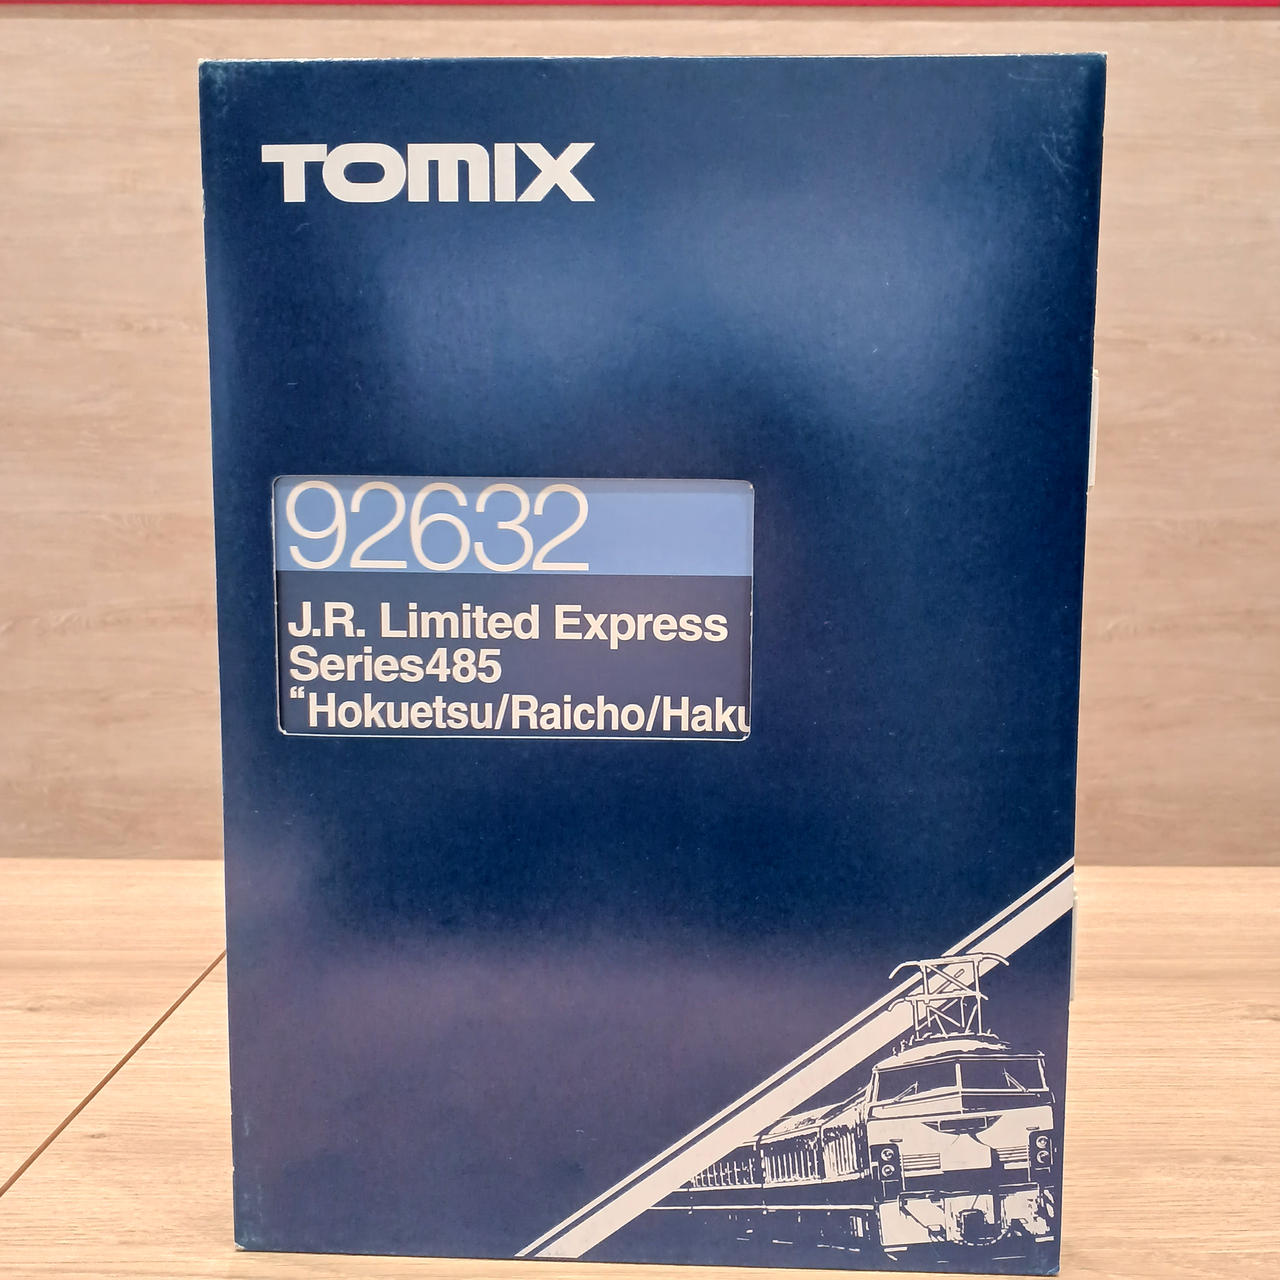 TOMIX
92632
J.R. Limited Express
Series485
“Hokuetsu/Raicho/Haku